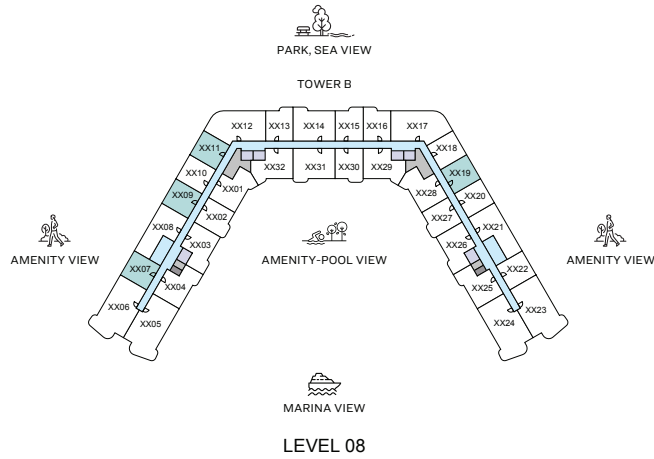 PARK, SEA VIEW
TOWER B
XX12
XX13
XX14
XX15
XX16
XX17
XX11
XX18
XX32
XX31
XX30
XX29
XX10
XX01
XX28
XX19
XX09
XX02
XX27
XX20
XX08
XX03
XX26
XX21
AMENITY VIEW
AMENITY-POOL VIEW
AMENITY VIEW
XX07
XX04
XX25
XX22
XX06
XX05
XX24
XX23
MARINA VIEW
LEVEL 08